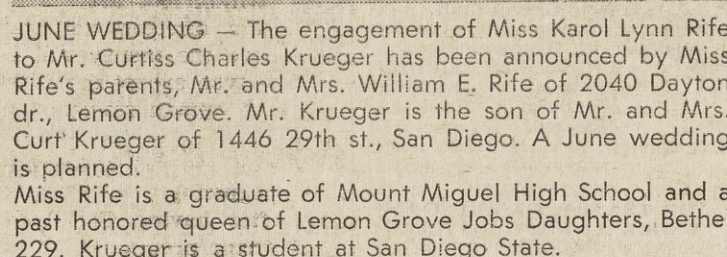 JUNE WEDDING — The engagement of Miss Karol Lynn Rife
to Mr. Curtiss Charles Krueger has been announced by Miss
Rife's parents, Mr. and Mrs. William E. Rife of 2040 Dayton
dr., Lemon Grove. Mr. Krueger is the son of Mr. and Mrs.
Curt Krueger of 1446 29th st., San Diego. A June wedding
is planned.
Miss Rife is a graduate of Mount Miguel High School and a
past honored queen of Lemon Grove Jobs Daughters, Bethel
229. Krueger is a student at San Diego State.